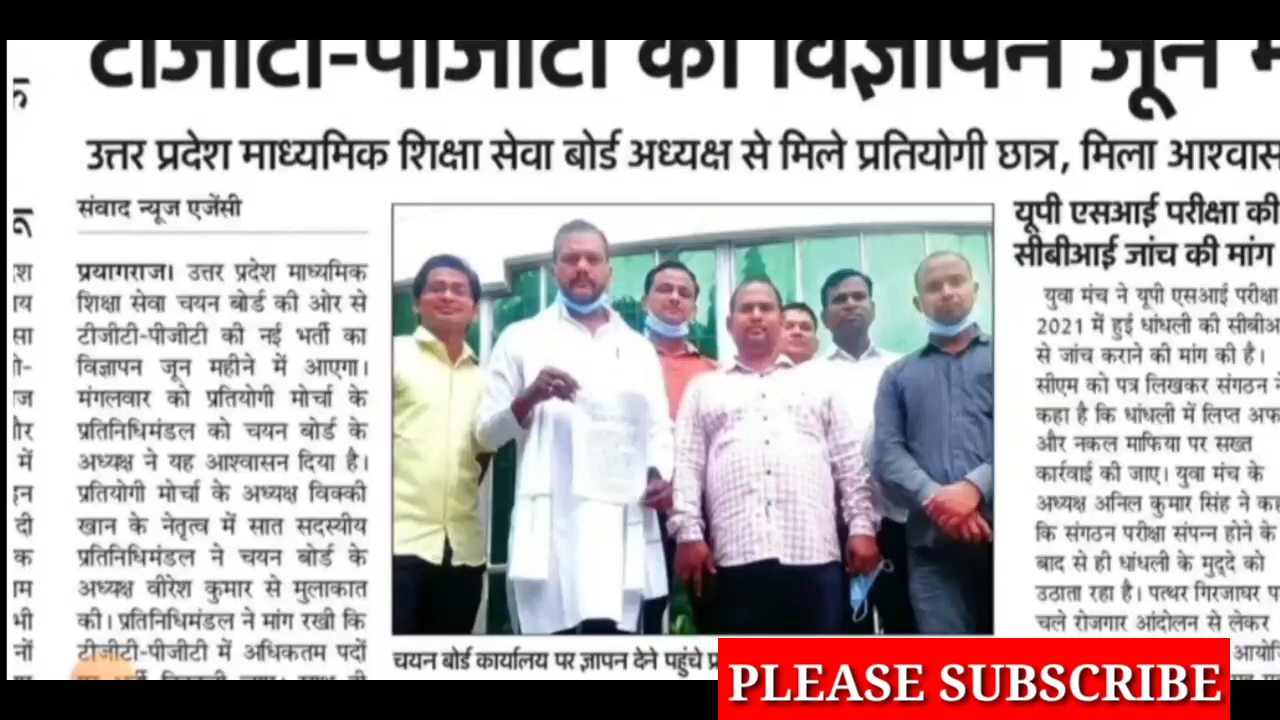 टीजीटी-पीजीटी का विज्ञापन जून
उत्तर प्रदेश माध्यमिक शिक्षा सेवा बोर्ड अध्यक्ष से मिले प्रतियोगी छात्र, मिला आश्वास
संवाद न्यूज एजेंसी
प्रयागराज। उत्तर प्रदेश माध्यमिक
शिक्षा सेवा चयन बोर्ड की ओर से
टीजीटी-पीजीटी की नई भर्ती का
विज्ञापन जून महीने में आएगा।
मंगलवार को प्रतियोगी मोर्चा के
प्रतिनिधिमंडल को चयन बोर्ड के
अध्यक्ष ने यह आश्वासन दिया है।
प्रतियोगी मोर्चा के अध्यक्ष विक्की
खान के नेतृत्व में सात सदस्यीय
प्रतिनिधिमंडल ने चयन बोर्ड के
अध्यक्ष वीरेश कुमार से मुलाकात
की। प्रतिनिधिमंडल ने मांग रखी कि
टीजीटी-पीजीटी में अधिकतम पदों
चयन बोर्ड कार्यालय पर ज्ञापन देने पहुंचे
यूपी एसआई परीक्षा की
सीबीआई जांच की मांग
युवा मंच ने यूपी एसआई परीक्षा
2021 में हुई धांधली की सीबीआ
से जांच कराने की मांग की है।
सीएम को पत्र लिखकर संगठन ने
कहा है कि धांधली में लिप्त अफ
और नकल माफिया पर सख्त
कार्रवाई की जाए। युवा मंच के
अध्यक्ष अनिल कुमार सिंह ने कहा
कि संगठन परीक्षा संपन्न होने के
बाद से ही धांधली के मुद्दे को
उठाता रहा है। पत्थर गिरजाघर प
चले रोजगार आंदोलन से लेकर
PLEASE SUBSCRIBE